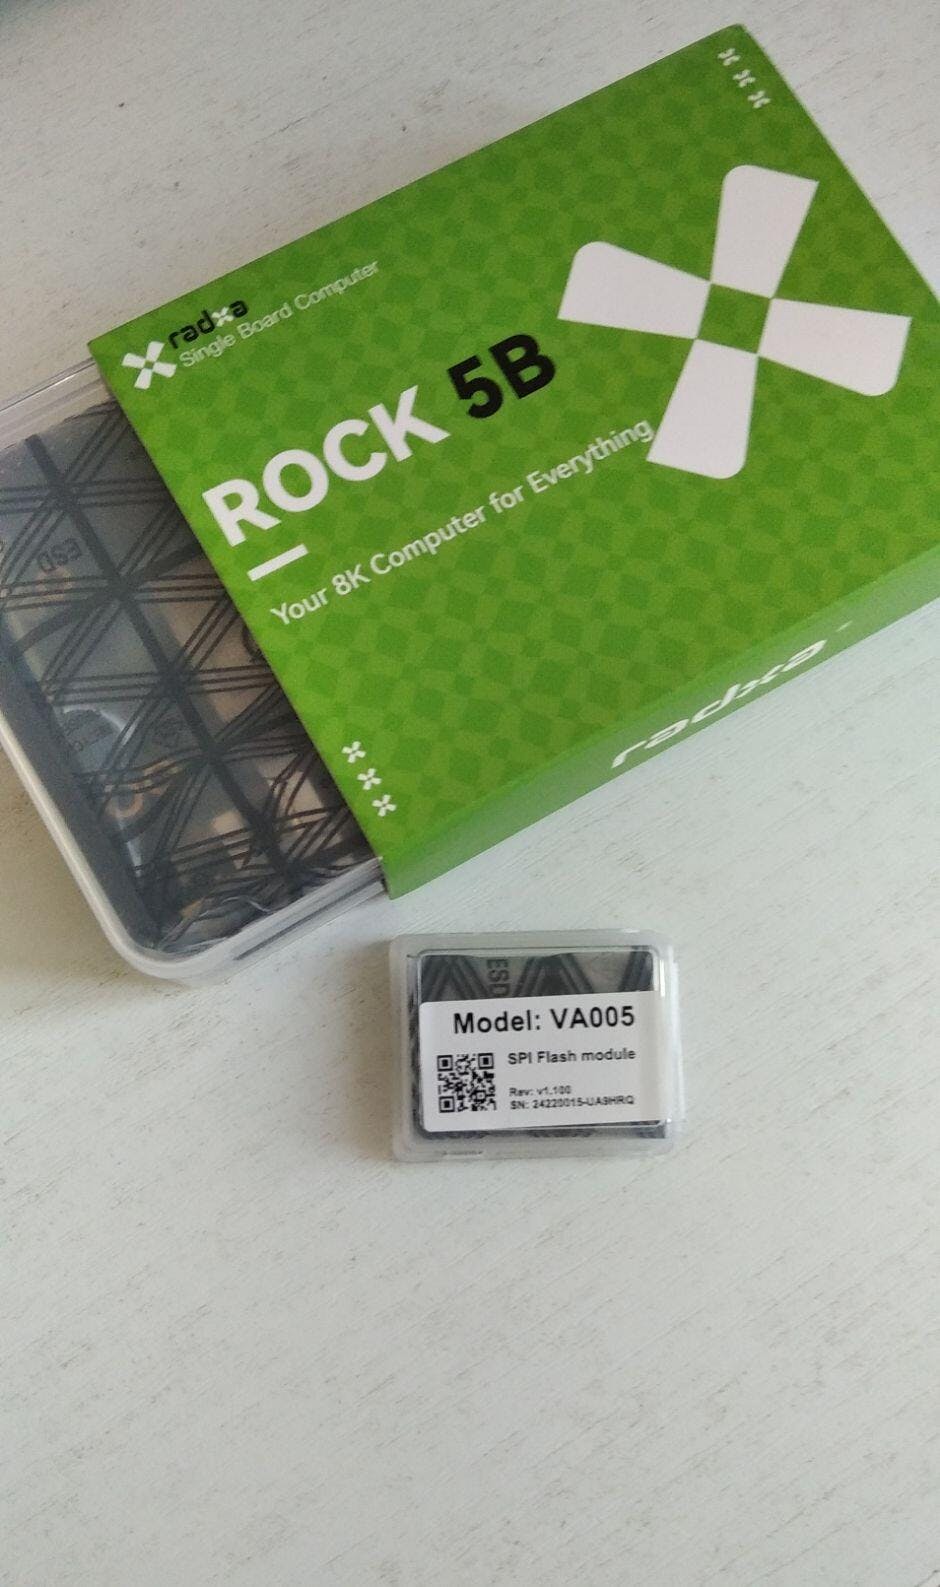 radxa
Single Board Computer
ROCK 5B
Your 8K Computer for Everything
radxa
ESD
ESD
Model: VA005
SPI Flash module
Rev: v1.100
SN: 24220015-UA9HRQ